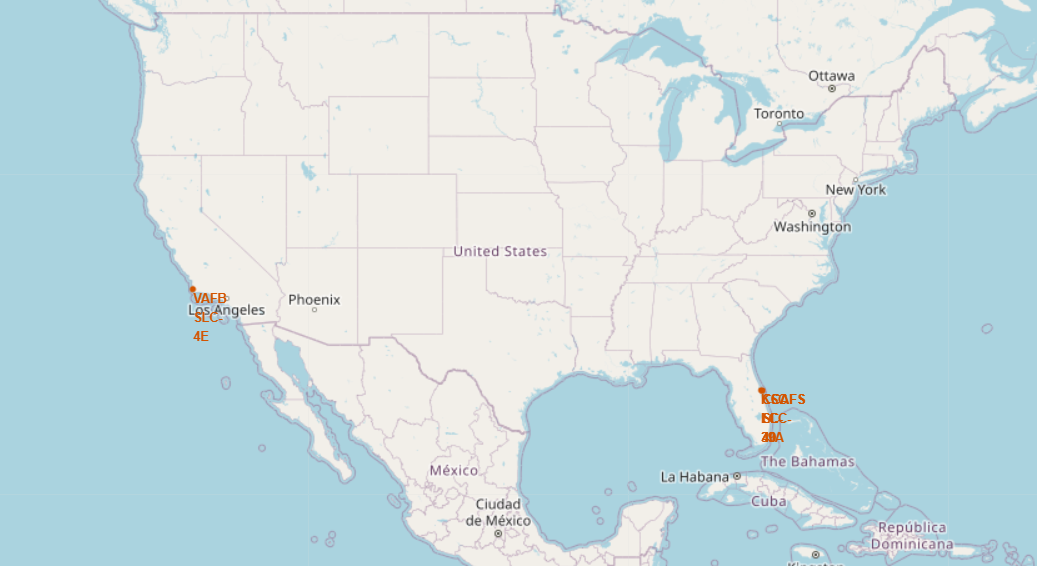 Ottawa
Toronto
New York
Washington
United States
VAFB
SLC-
4E
Los Angeles
Phoenix
The Bahamas
México
La Habana
Cuba
Ciudad
de México
República
Dominicana